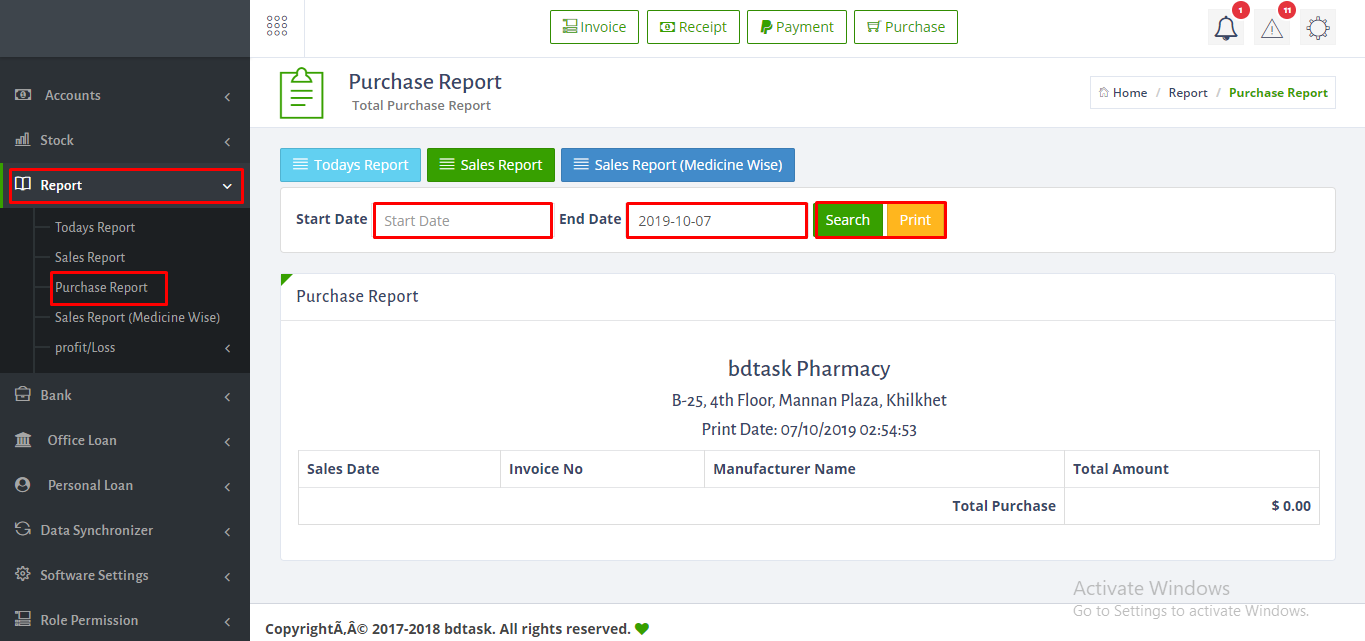 Invoice Receipt Payment Purchase 1 11
Accounts
Stock
Report
Todays Report
Sales Report
Purchase Report
Sales Report (Medicine Wise)
profit/Loss
Bank
Office Loan
Personal Loan
Data Synchronizer
Software Settings
Role Permission
Purchase Report
Total Purchase Report
Home / Report / Purchase Report
Todays Report Sales Report Sales Report (Medicine Wise)
Start Date Start Date End Date 2019-10-07 Search Print
Purchase Report
bdtask Pharmacy
B-25, 4th Floor, Mannan Plaza, Khilkhet
Print Date: 07/10/2019 02:54:53
Sales Date Invoice No Manufacturer Name Total Amount
Total Purchase $ 0.00
Activate Windows
Go to Settings to activate Windows.
CopyrightÃ‚Â© 2017-2018 bdtask. All rights reserved.